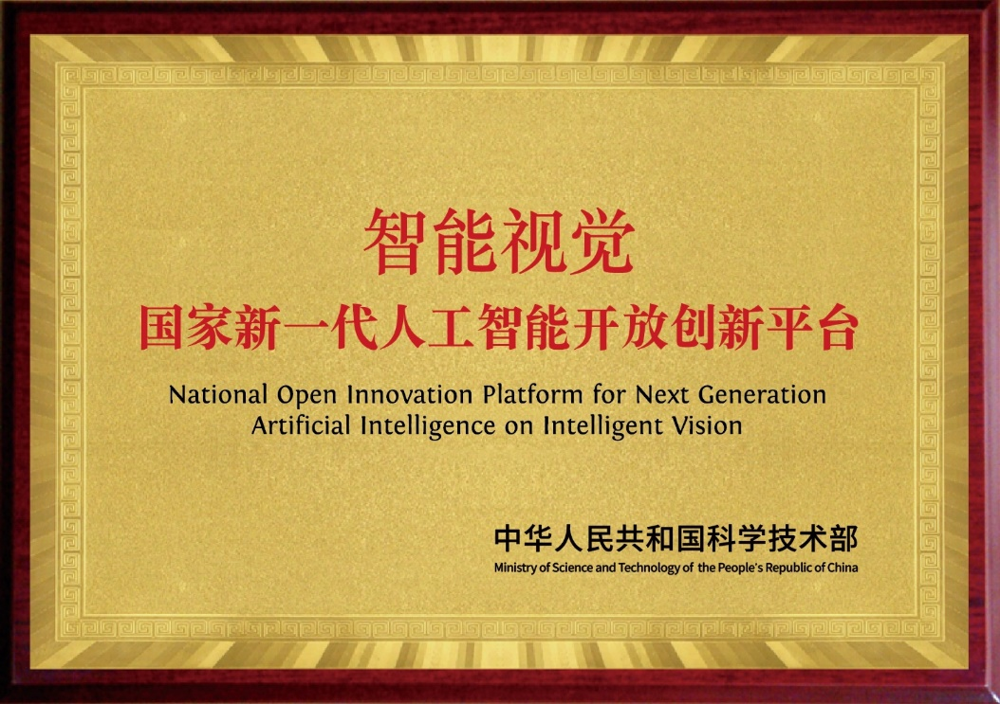 智能视觉
国家新一代人工智能开放创新平台
National Open Innovation Platform for Next Generation
Artificial Intelligence on Intelligent Vision
中华人民共和国科学技术部
Ministry of Science and Technology of the People's Republic of China